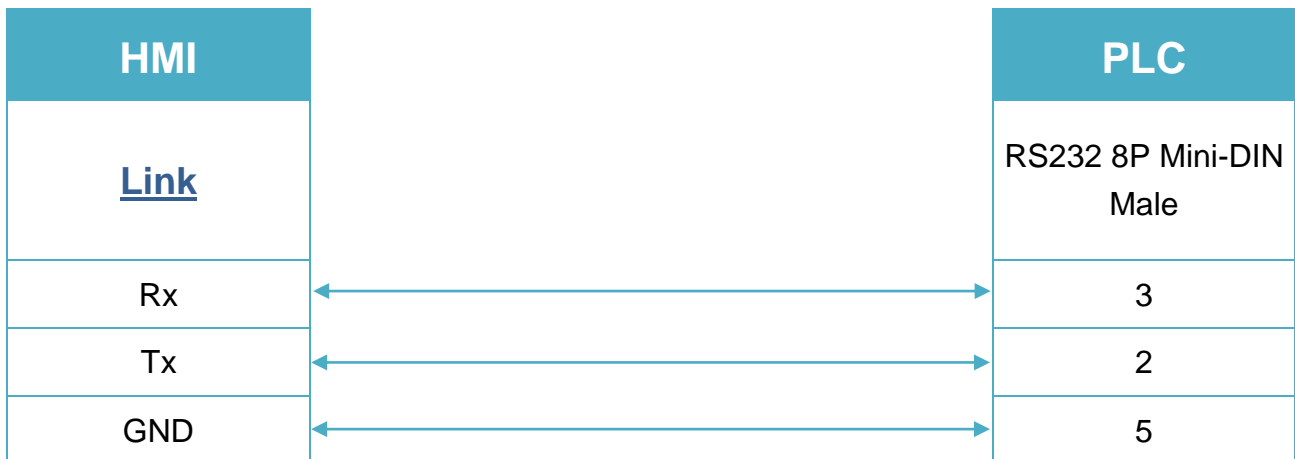 HMI PLC
Link RS232 8P Mini-DIN
Male
Rx 3
Tx 2
GND 5